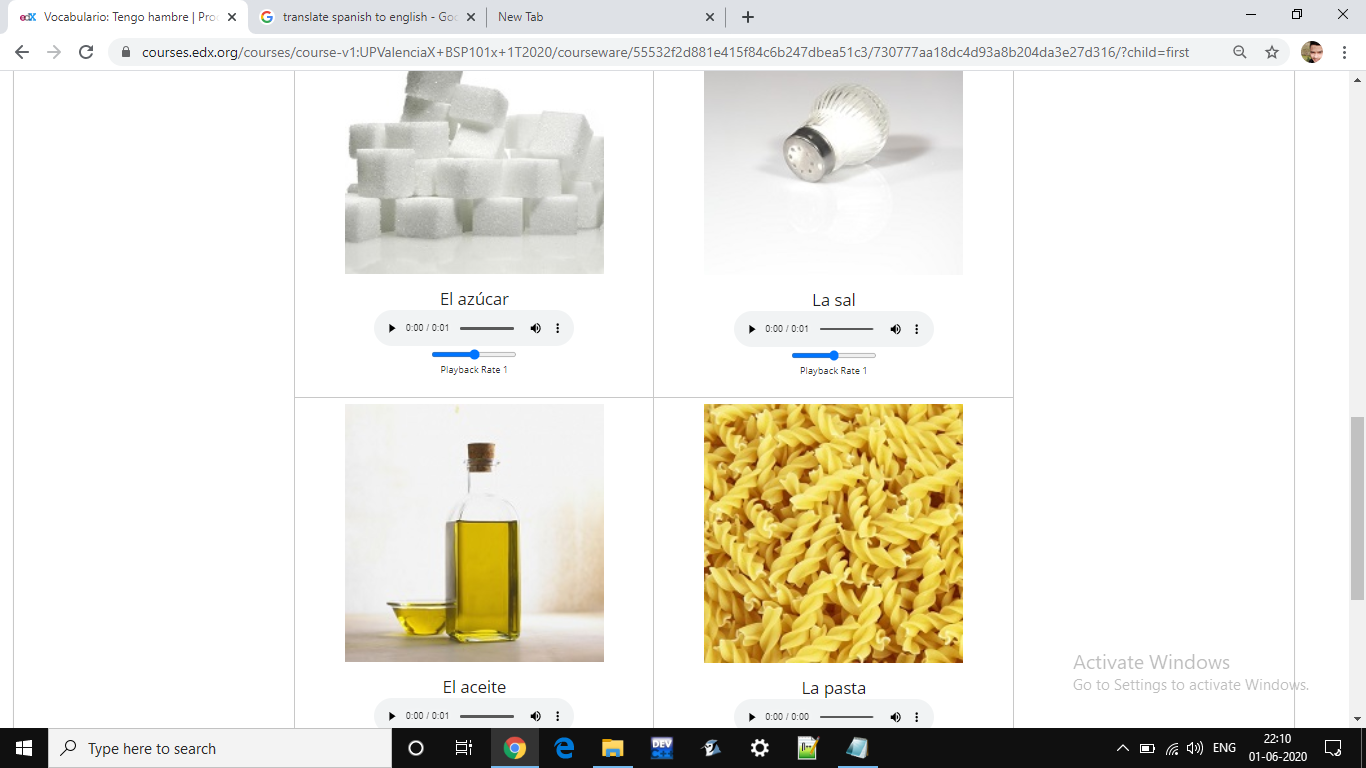 edX Vocabulario: Tengo hambre | Pro
translate spanish to english - Goo
New Tab
courses.edx.org/courses/course-v1:UPValenciaX+BSP101x+1T2020/courseware/55532f2d881e415f84c6b247dbea51c3/730777aa18dc4d93a8b204da3e27d316/?child=first
El azúcar
0:00 / 0:01
Playback Rate 1
La sal
0:00 / 0:01
Playback Rate 1
El aceite
0:00 / 0:01
La pasta
0:00 / 0:00
Activate Windows
Go to Settings to activate Windows.
Type here to search
DEV
ENG
22:10
01-06-2020